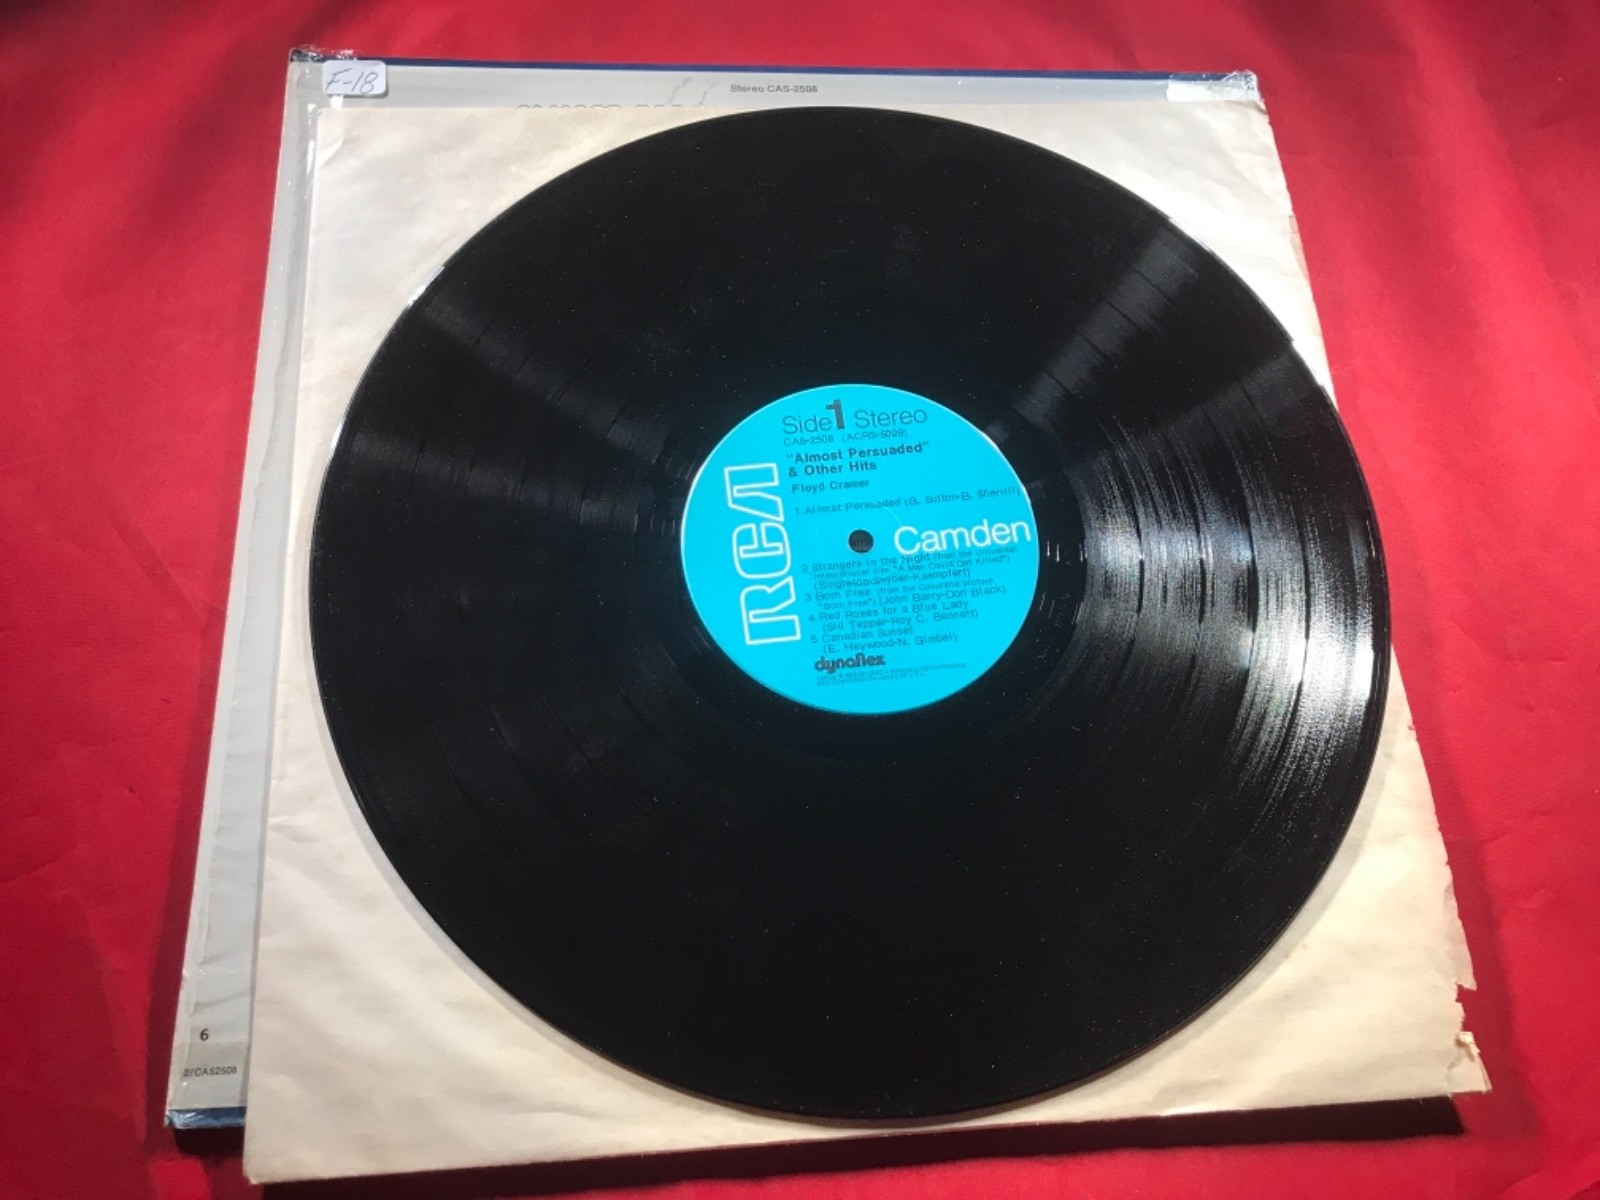 F-18
Stereo CAS-2508
Side 1 Stereo
CAS-2508 (ACRS-5099)
"Almost Persuaded"
& Other Hits
Floyd Cramer
1 Almost Persuaded (G. Sutton-B. Sherrill)
RCA
Camden
2 Strangers in the Night (from the Universal
International film "A Man Could Get Killed")
(Singleton-Snyder-Kaempfert)
3 Born Free (from the Columbia picture
"Born Free") (John Barry-Don Black)
4 Red Roses for a Blue Lady
(Sid Tepper-Roy C. Bennett)
5 Canadian Sunset
(E. Heywood-N. Gimbel)
dynaflex
6
2/CAS2508